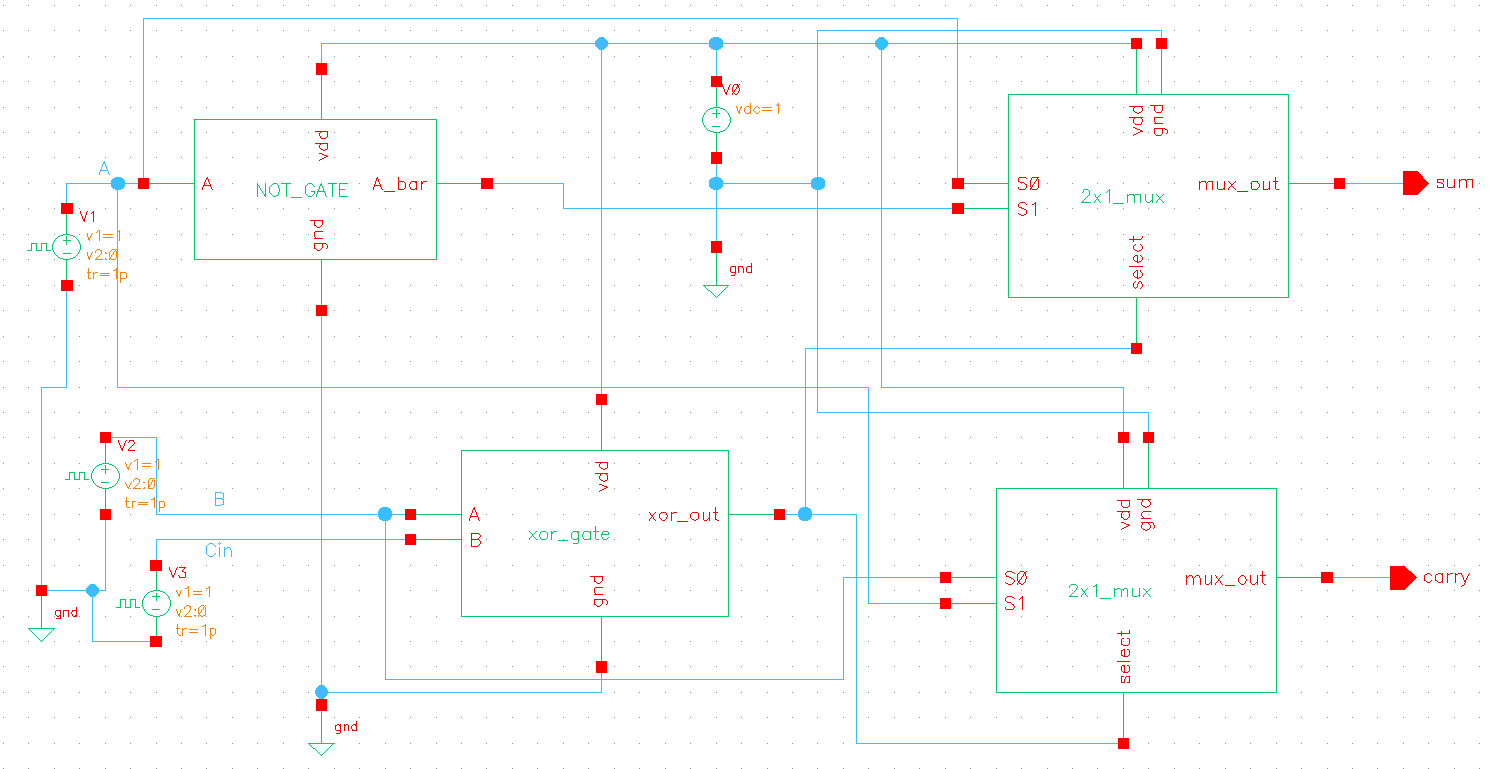 A
V1
v1=1
v2:0
tr=1p
A
vdd
NOT_GATE
gnd
A_bar
V0
vdc=1
gnd
vdd
gnd
S0
S1
2x1_mux
mux_out
select
sum
V2
v1=1
v2:0
tr=1p
B
Cin
V3
v1=1
v2:0
tr=1p
gnd
A
B
vdd
xor_gate
xor_out
gnd
gnd
vdd
gnd
S0
S1
2x1_mux
mux_out
select
carry